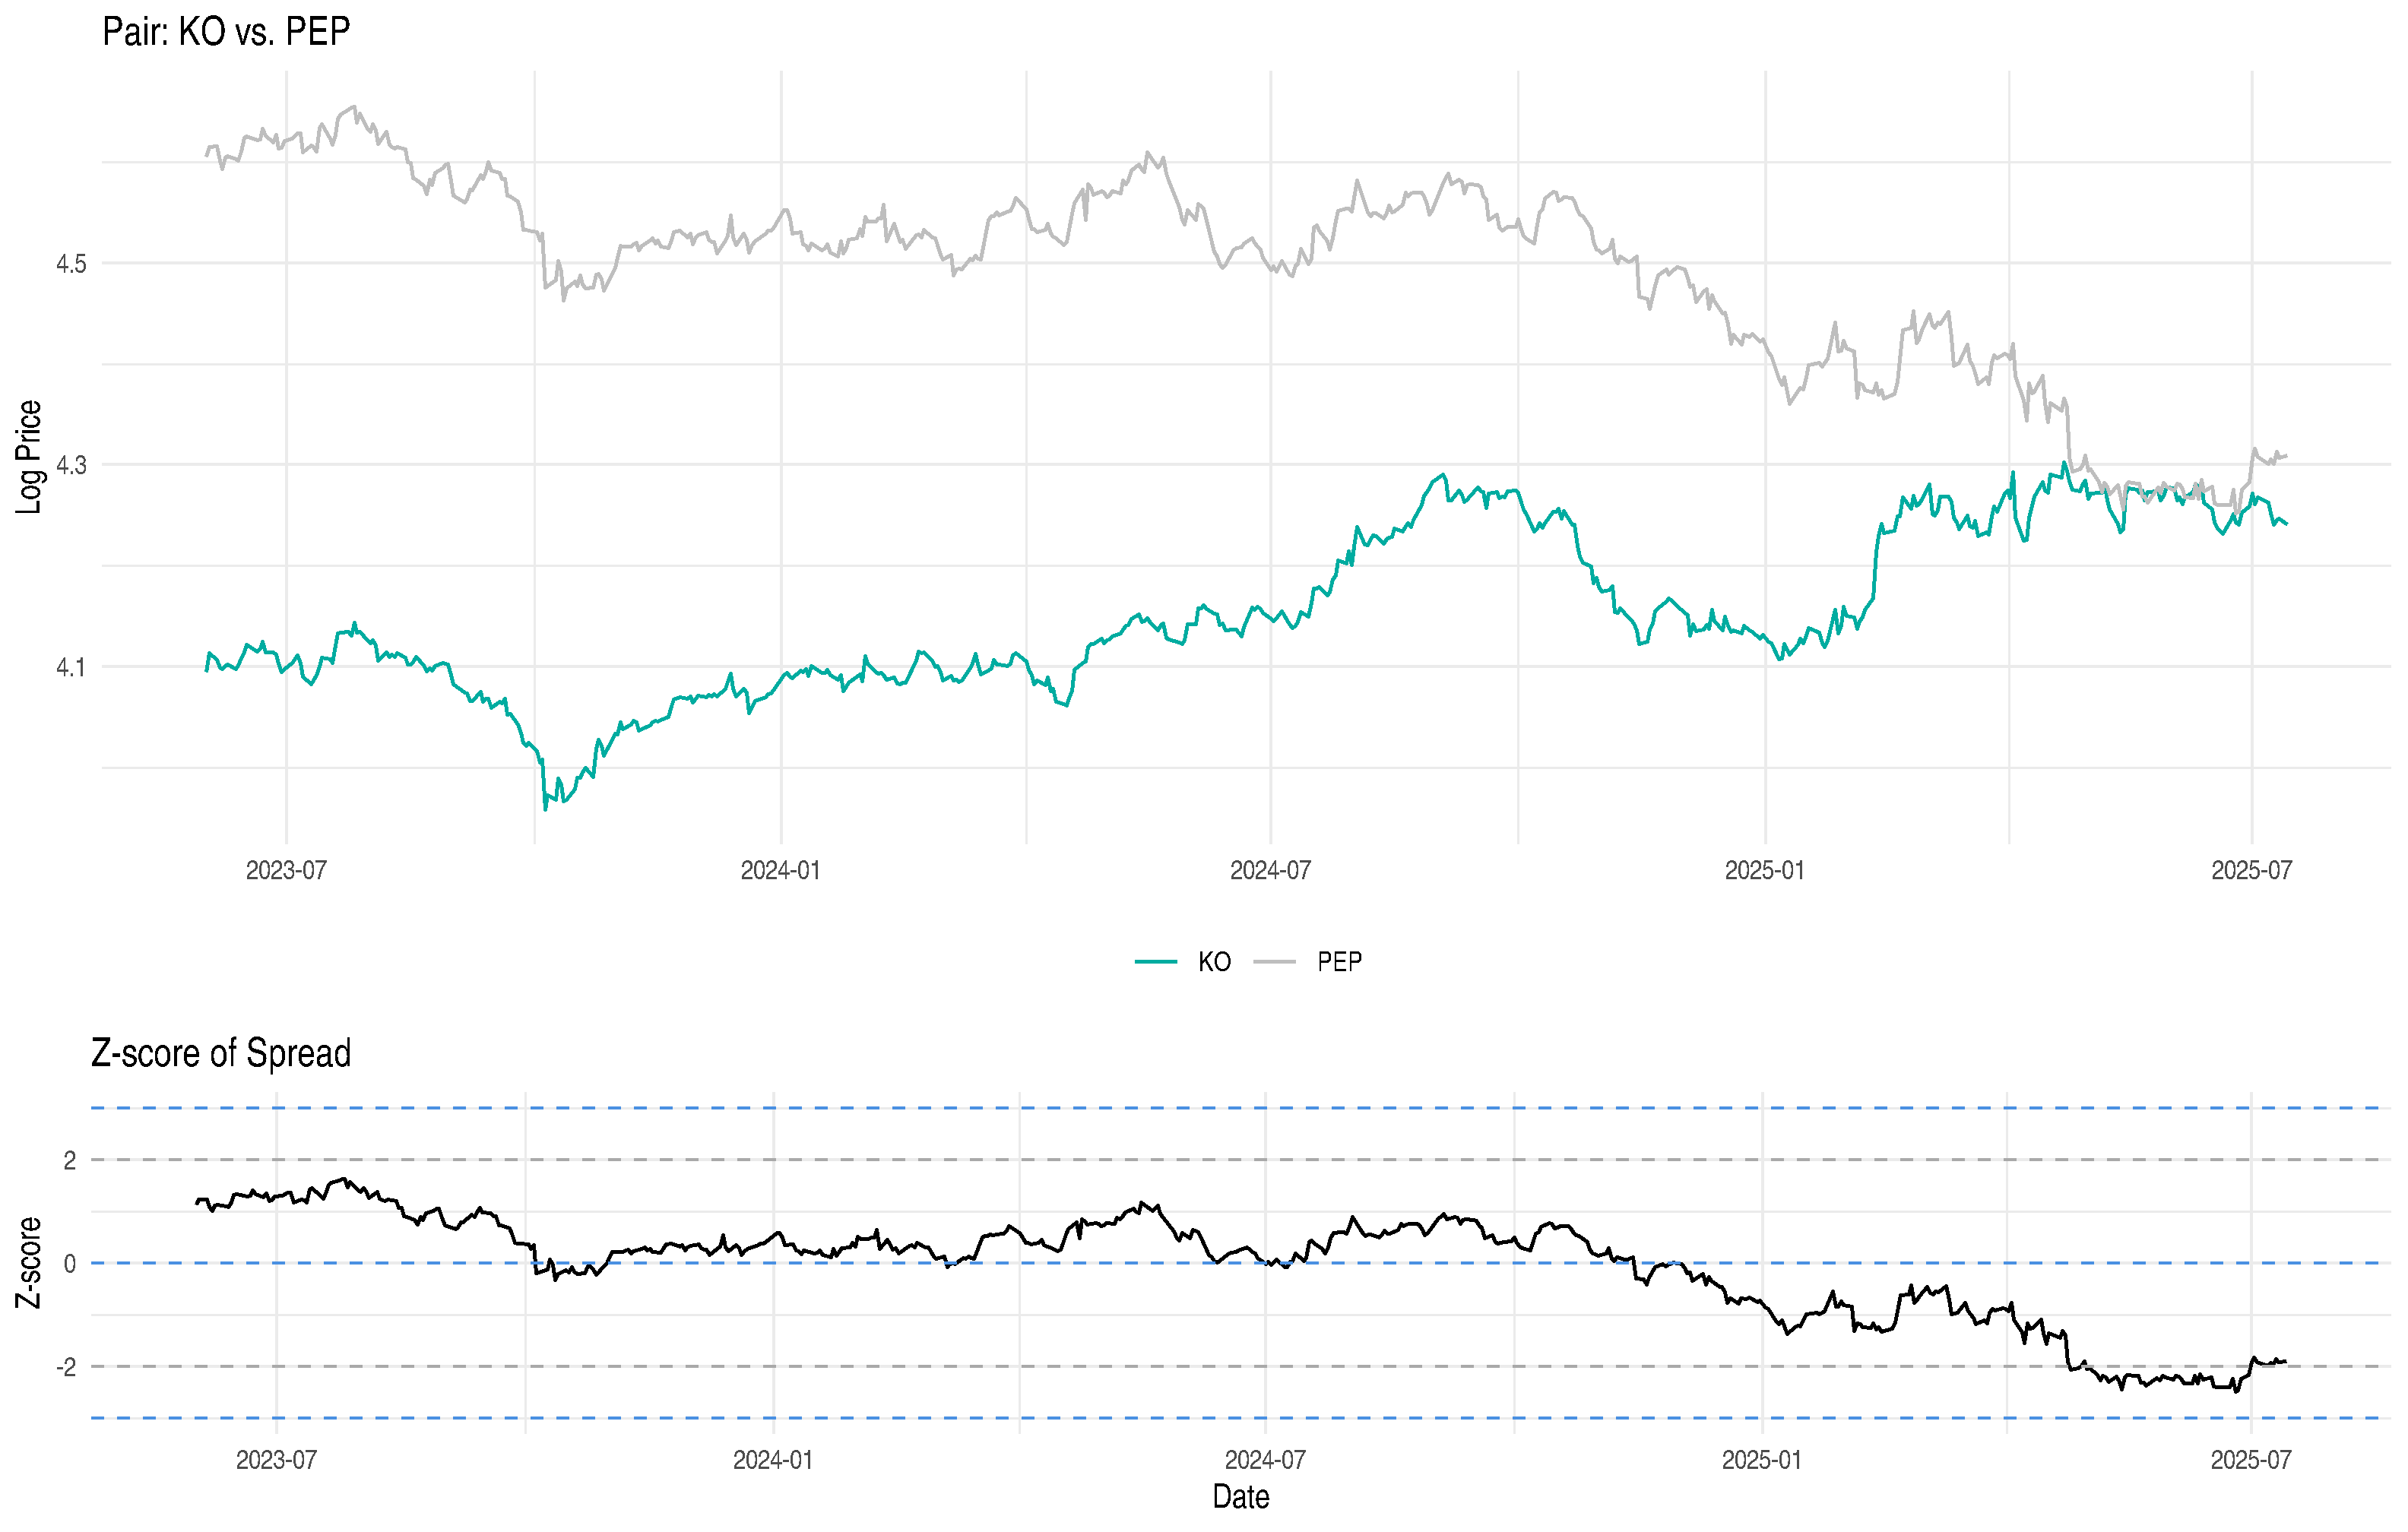 Pair: KO vs. PEP
Log Price
4.5
4.3
4.1
2023-07 2024-01 2024-07 2025-01 2025-07
KO PEP
Z-score of Spread
Z-score
2
0
-2
2023-07 2024-01 2024-07 2025-01 2025-07
Date